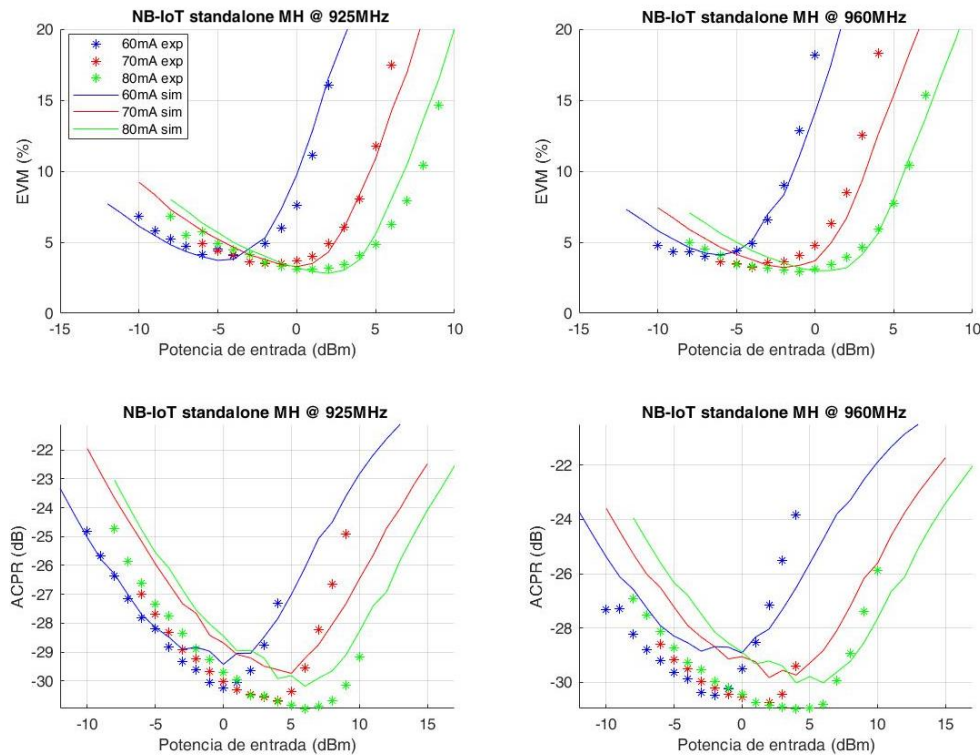 NB-IoT standalone MH @ 925MHz
20
15
10
5
0
EVM (%)
60mA exp
70mA exp
80mA exp
60mA sim
70mA sim
80mA sim
-15 -10 -5 0 5 10
Potencia de entrada (dBm)
NB-IoT standalone MH @ 960MHz
20
15
10
5
0
EVM (%)
-15 -10 -5 0 5 10
Potencia de entrada (dBm)
NB-IoT standalone MH @ 925MHz
-22
-23
-24
-25
-26
-27
-28
-29
-30
ACPR (dB)
-10 -5 0 5 10 15
Potencia de entrada (dBm)
NB-IoT standalone MH @ 960MHz
-22
-24
-26
-28
-30
ACPR (dB)
-10 -5 0 5 10 15
Potencia de entrada (dBm)